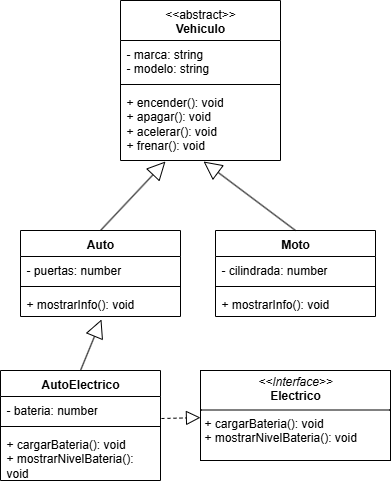 <<abstract>>
Vehiculo
- marca: string
- modelo: string
+ encender(): void
+ apagar(): void
+ acelerar(): void
+ frenar(): void
Auto
- puertas: number
+ mostrarInfo(): void
Moto
- cilindrada: number
+ mostrarInfo(): void
AutoElectrico
- bateria: number
+ cargarBateria(): void
+ mostrarNivelBateria():
void
<<Interface>>
Electrico
+ cargarBateria(): void
+ mostrarNivelBateria(): void